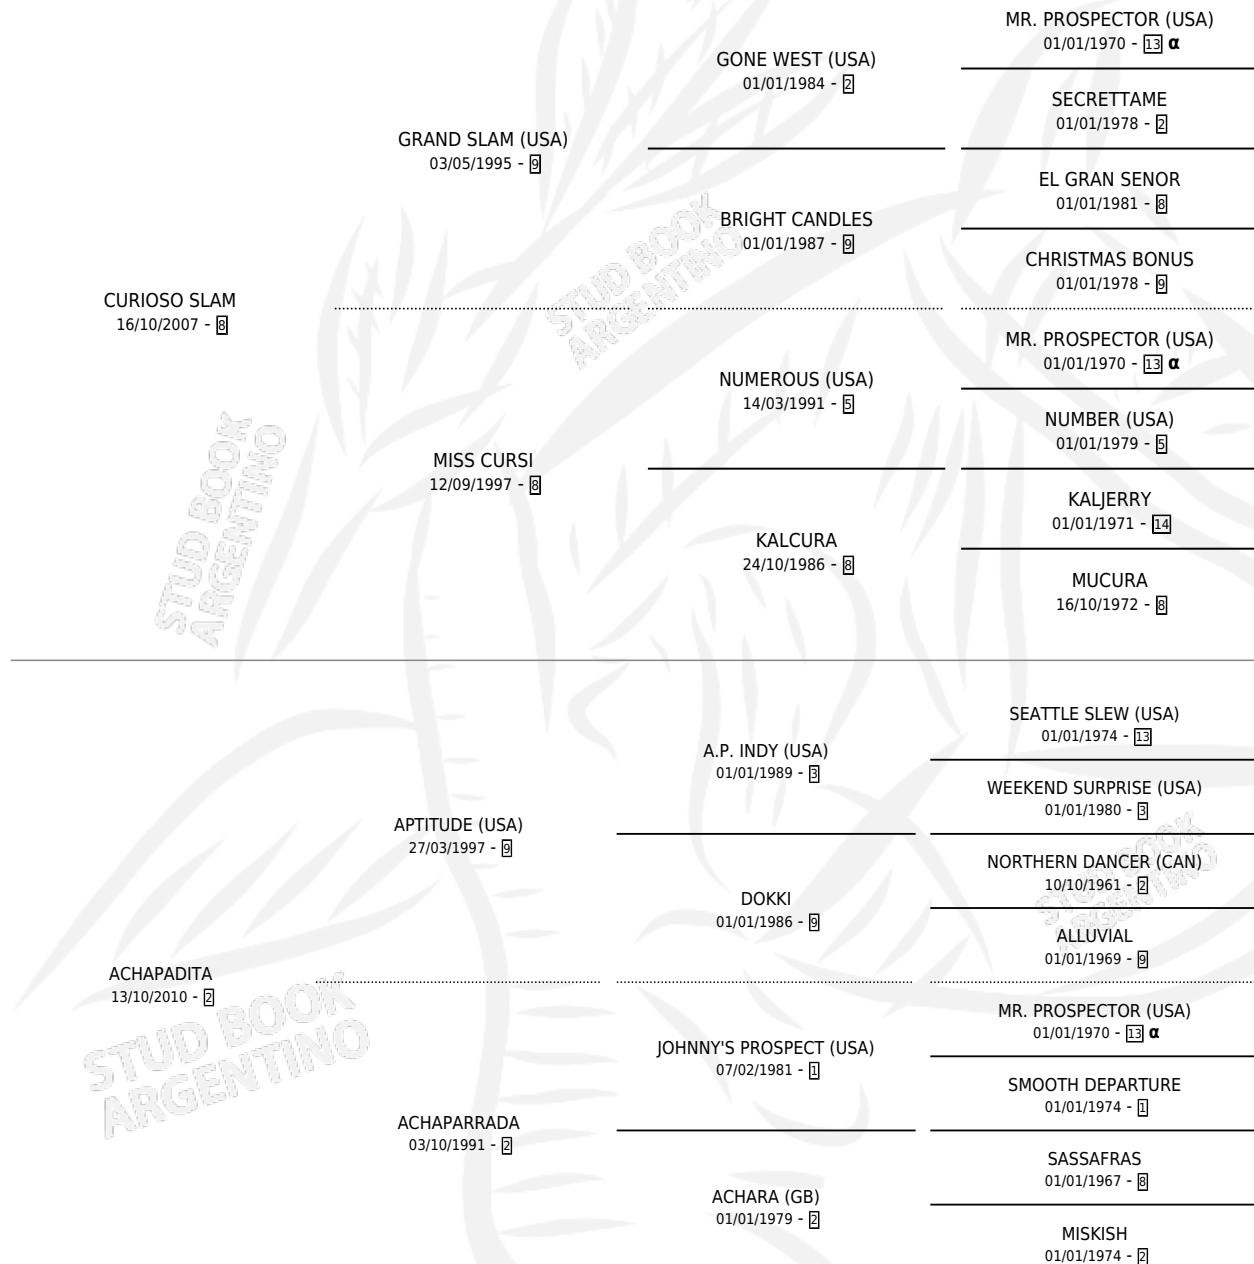 MR. PROSPECTOR (USA)
01/01/1970 - 13 α
GONE WEST (USA)
01/01/1984 - 2
SECRETTAME
01/01/1978 - 2
GRAND SLAM (USA)
03/05/1995 - 9
EL GRAN SENOR
01/01/1981 - 8
BRIGHT CANDLES
01/01/1987 - 9
CHRISTMAS BONUS
01/01/1978 - 9
CURIOSO SLAM
16/10/2007 - 8
MR. PROSPECTOR (USA)
01/01/1970 - 13 α
NUMEROUS (USA)
14/03/1991 - 5
NUMBER (USA)
01/01/1979 - 5
MISS CURSI
12/09/1997 - 8
KALJERRY
01/01/1971 - 14
KALCURA
24/10/1986 - 8
MUCURA
16/10/1972 - 8
SEATTLE SLEW (USA)
01/01/1974 - 13
A.P. INDY (USA)
01/01/1989 - 3
WEEKEND SURPRISE (USA)
01/01/1980 - 3
APTITUDE (USA)
27/03/1997 - 9
NORTHERN DANCER (CAN)
10/10/1961 - 2
DOKKI
01/01/1986 - 9
ALLUVIAL
01/01/1969 - 9
ACHAPADITA
13/10/2010 - 2
MR. PROSPECTOR (USA)
01/01/1970 - 13 α
JOHNNY'S PROSPECT (USA)
07/02/1981 - 1
SMOOTH DEPARTURE
01/01/1974 - 1
ACHAPARRADA
03/10/1991 - 2
SASSAFRAS
01/01/1967 - 8
ACHARA (GB)
01/01/1979 - 2
MISKISH
01/01/1974 - 2
STUD BOOK
ARGENTINO
STUD BOOK
ARGENTINO
STUD BOOK
ARGENTINO
STUD BOOK
ARGENTINO